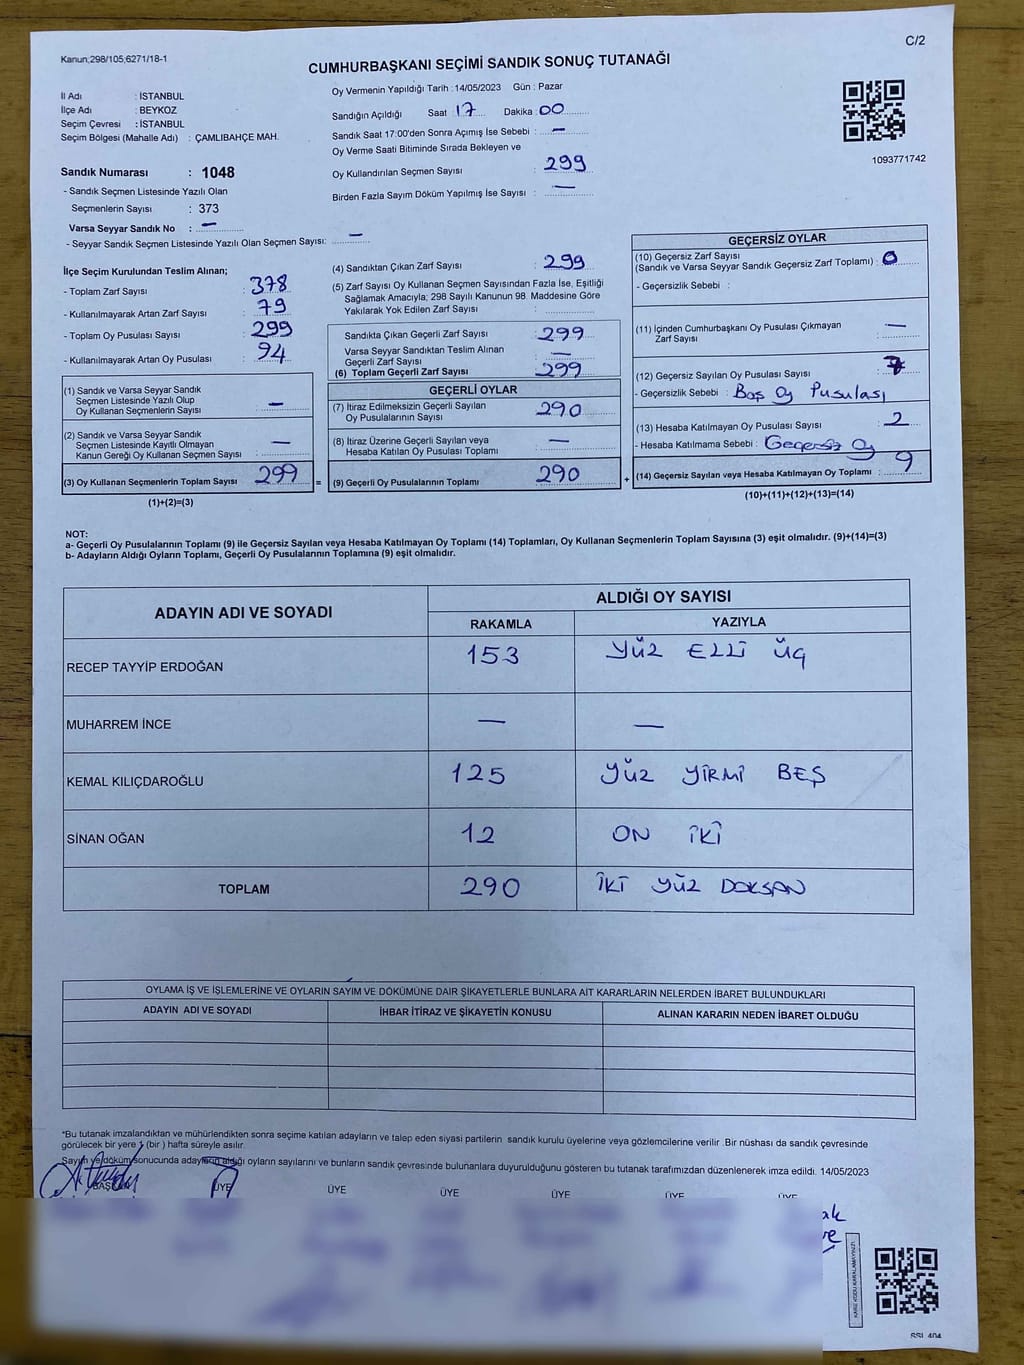 Kanun;298/105,6271/18-1
C/2
CUMHURBAŞKANI SEÇİMİ SANDIK SONUÇ TUTANAĞI
İl Adı : İSTANBUL
İlçe Adı : BEYKOZ
Seçim Çevresi : İSTANBUL
Seçim Bölgesi (Mahalle Adı) : ÇAMLIBAHÇE MAH.
Oy Vermenin Yapıldığı Tarih : 14/05/2023 Gün : Pazar
Sandığın Açıldığı Saat 17 Dakika : 00
Sandık Saat 17:00'den Sonra Açımış İse Sebebi : —
Oy Verme Saati Bitiminde Sırada Bekleyen ve
Oy Kullandırılan Seçmen Sayısı : 299
Birden Fazla Sayım Döküm Yapılmış İse Sayısı : —
1093771742
Sandık Numarası : 1048
- Sandık Seçmen Listesinde Yazılı Olan
Seçmenlerin Sayısı : 373
Varsa Seyyar Sandık No : —
- Seyyar Sandık Seçmen Listesinde Yazılı Olan Seçmen Sayısı: —
İlçe Seçim Kurulundan Teslim Alınan;
- Toplam Zarf Sayısı : 378
- Kullanılmayarak Artan Zarf Sayısı : 79
- Toplam Oy Pusulası Sayısı : 299
- Kullanılmayarak Artan Oy Pusulası : 94
(1) Sandık ve Varsa Seyyar Sandık
Seçmen Listesinde Yazılı Olup
Oy Kullanan Seçmenlerin Sayısı : —
(2) Sandık ve Varsa Seyyar Sandık
Seçmen Listesinde Kayıtlı Olmayan
Kanun Gereği Oy Kullanan Seçmen Sayısı : —
(3) Oy Kullanan Seçmenlerin Toplam Sayısı : 299 =
(1)+(2)=(3)
(4) Sandıktan Çıkan Zarf Sayısı : 299
(5) Zarf Sayısı Oy Kullanan Seçmen Sayısından Fazla İse, Eşitliği
Sağlamak Amacıyla; 298 Sayılı Kanunun 98. Maddesine Göre
Yakılarak Yok Edilen Zarf Sayısı :
Sandıkta Çıkan Geçerli Zarf Sayısı : 299
Varsa Seyyar Sandıktan Teslim Alınan
Geçerli Zarf Sayısı : —
(6) Toplam Geçerli Zarf Sayısı : 299
GEÇERLİ OYLAR
(7) İtiraz Edilmeksizin Geçerli Sayılan
Oy Pusulalarının Sayısı : 290
(8) İtiraz Üzerine Geçerli Sayılan veya
Hesaba Katılan Oy Pusulası Toplamı : —
(9) Geçerli Oy Pusulalarının Toplamı : 290 +
GEÇERSİZ OYLAR
(10) Geçersiz Zarf Sayısı
(Sandık ve Varsa Seyyar Sandık Geçersiz Zarf Toplamı) : 0
- Geçersizlik Sebebi :
(11) İçinden Cumhurbaşkanı Oy Pusulası Çıkmayan
Zarf Sayısı : —
(12) Geçersiz Sayılan Oy Pusulası Sayısı : 7
- Geçersizlik Sebebi : Boş Oy Pusulası
(13) Hesaba Katılmayan Oy Pusulası Sayısı : 2
- Hesaba Katılmama Sebebi : Geçersiz Oy
(14) Geçersiz Sayılan veya Hesaba Katılmayan Oy Toplamı : 9
(10)+(11)+(12)+(13)=(14)
NOT:
a- Geçerli Oy Pusulalarının Toplamı (9) ile Geçersiz Sayılan veya Hesaba Katılmayan Oy Toplamı (14) Toplamları, Oy Kullanan Seçmenlerin Toplam Sayısına (3) eşit olmalıdır. (9)+(14)=(3)
b- Adayların Aldığı Oyların Toplamı, Geçerli Oy Pusulalarının Toplamına (9) eşit olmalıdır.
ADAYIN ADI VE SOYADI ALDIĞI OY SAYISI
RAKAMLA YAZIYLA
RECEP TAYYİP ERDOĞAN 153 YÜZ ELLİ ÜÇ
MUHARREM İNCE — —
KEMAL KILIÇDAROĞLU 125 YÜZ YİRMİ BEŞ
SİNAN OĞAN 12 ON İKİ
TOPLAM 290 İKİ YÜZ DOKSAN
OYLAMA İŞ VE İŞLEMLERİNE VE OYLARIN SAYIM VE DÖKÜMÜNE DAİR ŞİKAYETLERLE BUNLARA AİT KARARLARIN NELERDEN İBARET BULUNDUKLARI
ADAYIN ADI VE SOYADI İHBAR İTİRAZ VE ŞİKAYETİN KONUSU ALINAN KARARIN NEDEN İBARET OLDUĞU
*Bu tutanak imzalandıktan ve mühürlendikten sonra seçime katılan adayların ve talep eden siyasi partilerin sandık kurulu üyelerine veya gözlemcilerine verilir .Bir nüshası da sandık çevresinde
görülecek bir yere 1 (bir ) hafta süreyle asılır.
Sayım ve döküm sonucunda adayların aldığı oyların sayılarını ve bunların sandık çevresinde bulunanlara duyurulduğunu gösteren bu tutanak tarafımızdan düzenlenerek imza edildi. 14/05/2023
BAŞKAN ÜYE ÜYE ÜYE ÜYE ÜYE ÜYE